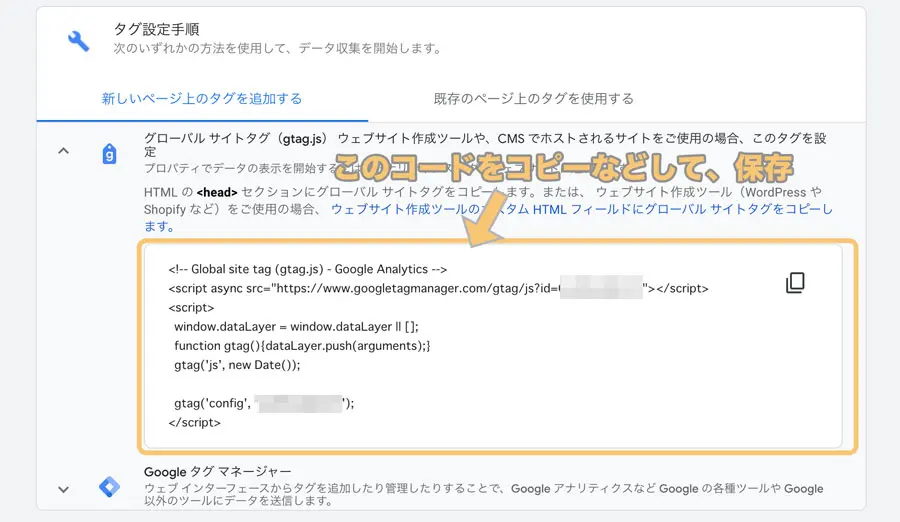 タグ設定手順
次のいずれかの方法を使用して、データ収集を開始します。
新しいページ上のタグを追加する
既存のページ上のタグを使用する
グローバル サイトタグ（gtag.js） ウェブサイト作成ツールや、CMS でホストされるサイトをご使用の場合、このタグを設
定
このコードをコピーなどして、保存
プロパティでデータの表示を開始する
HTML の <head> セクションにグローバル サイトタグをコピーします。または、 ウェブサイト作成ツール（WordPress や
Shopify など）をご使用の場合、 ウェブサイト作成ツールのカスタム HTML フィールドにグローバル サイトタグをコピーし
ます。
<!-- Global site tag (gtag.js) - Google Analytics -->
<script async src="https://www.googletagmanager.com/gtag/js?id= "></script>
<script>
window.dataLayer = window.dataLayer || [];
function gtag(){dataLayer.push(arguments);}
gtag('js', new Date());
gtag('config', ');
</script>
Google タグ マネージャー
ウェブ インターフェースからタグを追加したり管理したりすることで、Google アナリティクスなど Google の各種ツールや Google
以外のツールにデータを送信します。